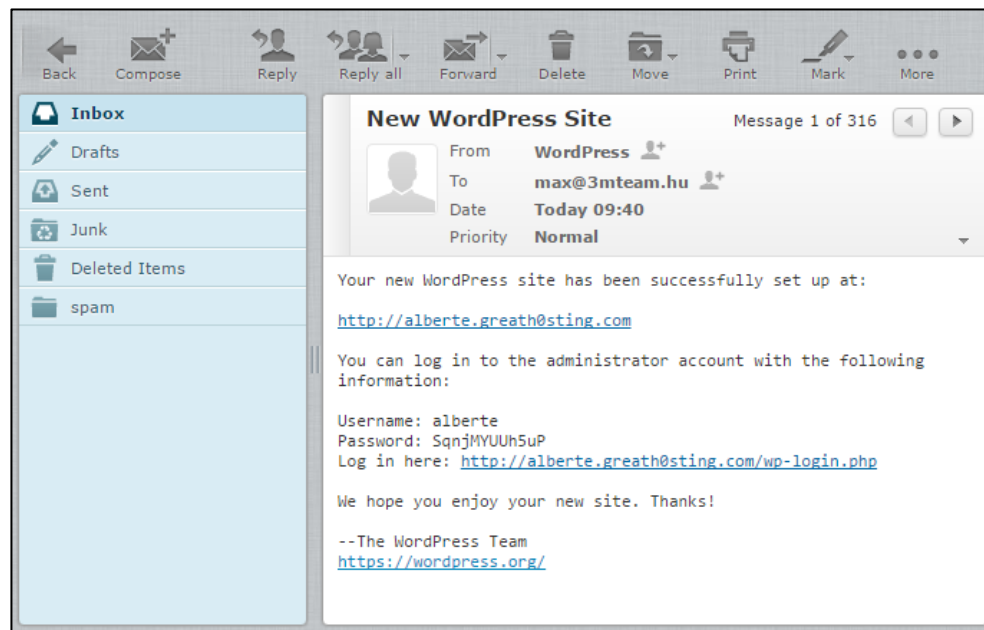 Back Compose Reply Reply all Forward Delete Move Print Mark More
Inbox
Drafts
Sent
Junk
Deleted Items
spam
New WordPress Site
Message 1 of 316
From WordPress
To max@3mteam.hu
Date Today 09:40
Priority Normal
Your new WordPress site has been successfully set up at:
http://alberte.greath0sting.com
You can log in to the administrator account with the following
information:
Username: alberte
Password: SqnjMYUUh5uP
Log in here: http://alberte.greath0sting.com/wp-login.php
We hope you enjoy your new site. Thanks!
--The WordPress Team
https://wordpress.org/